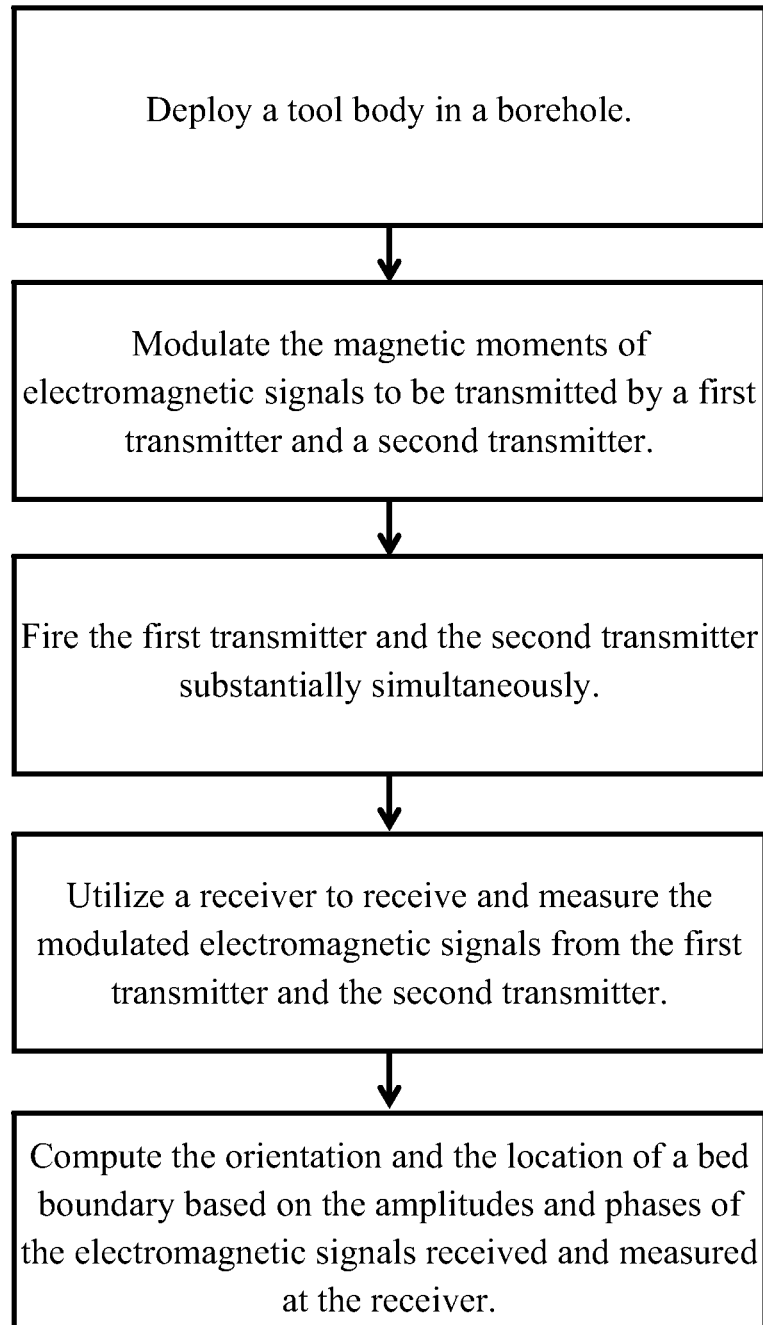 Deploy a tool body in a borehole.
Modulate the magnetic moments of
electromagnetic signals to be transmitted by a first
transmitter and a second transmitter.
Fire the first transmitter and the second transmitter
substantially simultaneously.
Utilize a receiver to receive and measure the
modulated electromagnetic signals from the first
transmitter and the second transmitter.
Compute the orientation and the location of a bed
boundary based on the amplitudes and phases of
the electromagnetic signals received and measured
at the receiver.